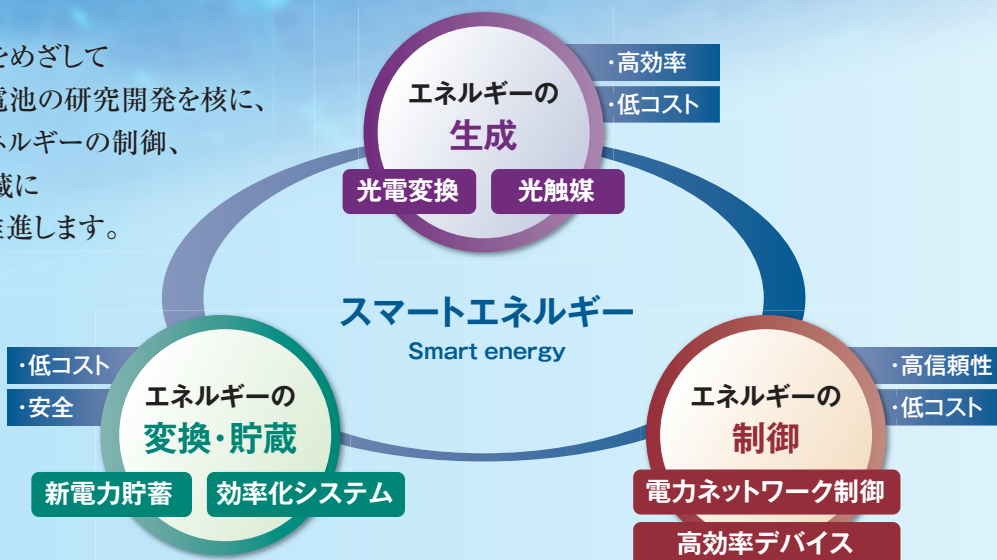 をめざして
電池の研究開発を核に、
ネルギーの制御、
蔵に
進します。
エネルギーの
生成
光電変換
光触媒
・高効率
・低コスト
スマートエネルギー
Smart energy
・低コスト
・安全
エネルギーの
変換・貯蔵
新電力貯蓄
効率化システム
・高信頼性
・低コスト
エネルギーの
制御
電力ネットワーク制御
高効率デバイス